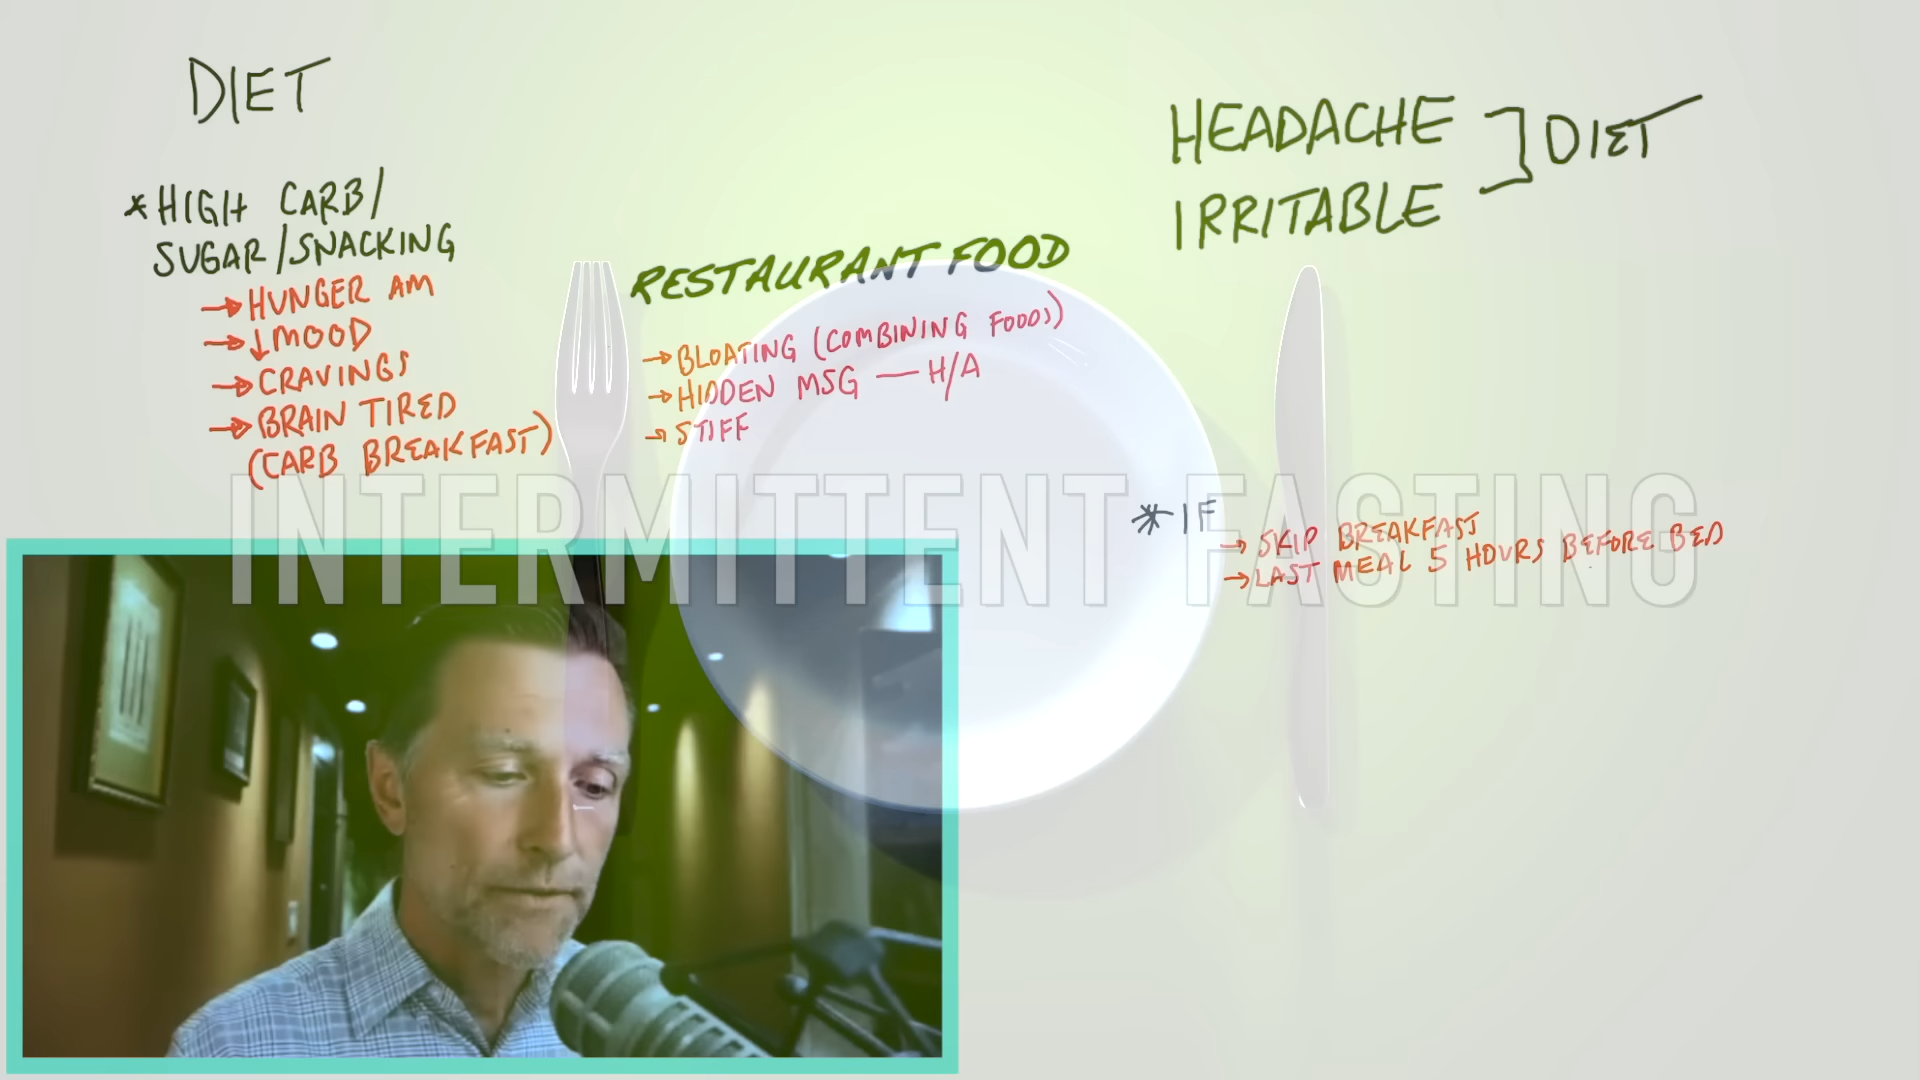 DIET
*HIGH CARB/
SUGAR/SNACKING
→HUNGER AM
→↓MOOD
→CRAVINGS
→BRAIN TIRED
(CARB BREAKFAST)
RESTAURANT FOOD
→BLOATING (COMBINING FOODS)
→HIDDEN MSG — H/A
→STIFF
HEADACHE
IRRITABLE
] DIET
*IF
→SKIP BREAKFAST
→LAST MEAL 5 HOURS BEFORE BED
INTERMITTENT FASTING